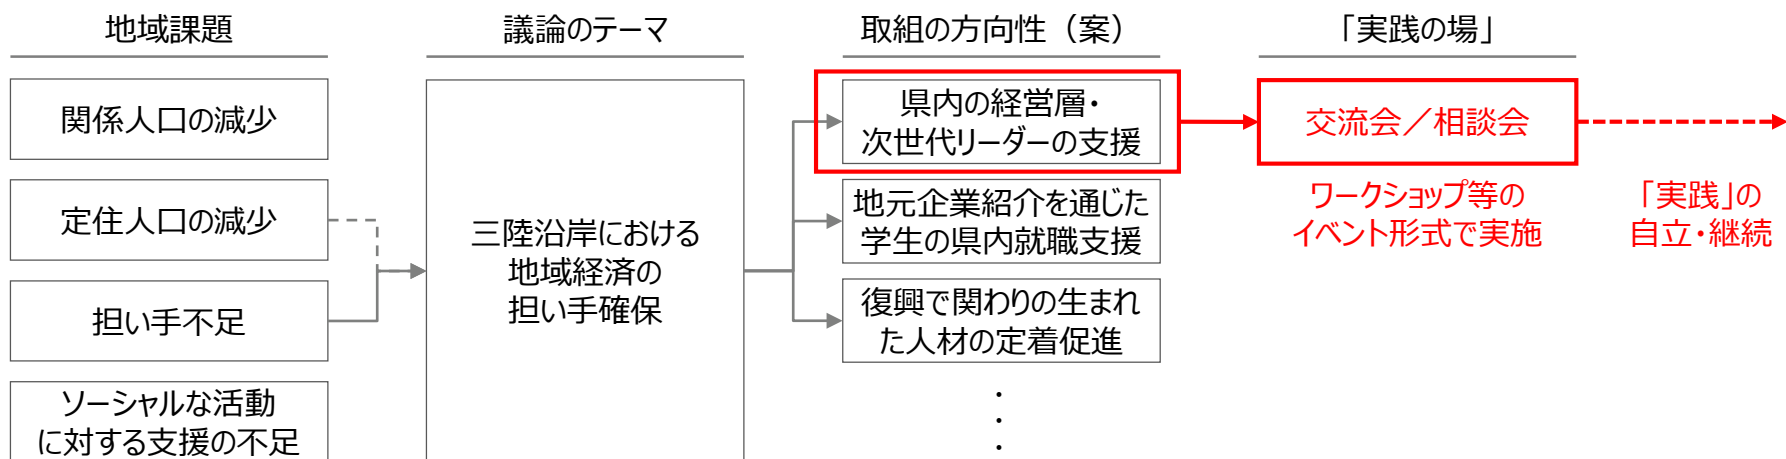 地域課題
議論のテーマ
取組の方向性（案）
「実践の場」
関係人口の減少
定住人口の減少
担い手不足
ソーシャルな活動
に対する支援の不足
三陸沿岸における
地域経済の
担い手確保
県内の経営層・
次世代リーダーの支援
地元企業紹介を通じた
学生の県内就職支援
復興で関わりの生まれ
た人材の定着促進
・
・
・
交流会／相談会
ワークショップ等の
イベント形式で実施
「実践」の
自立・継続